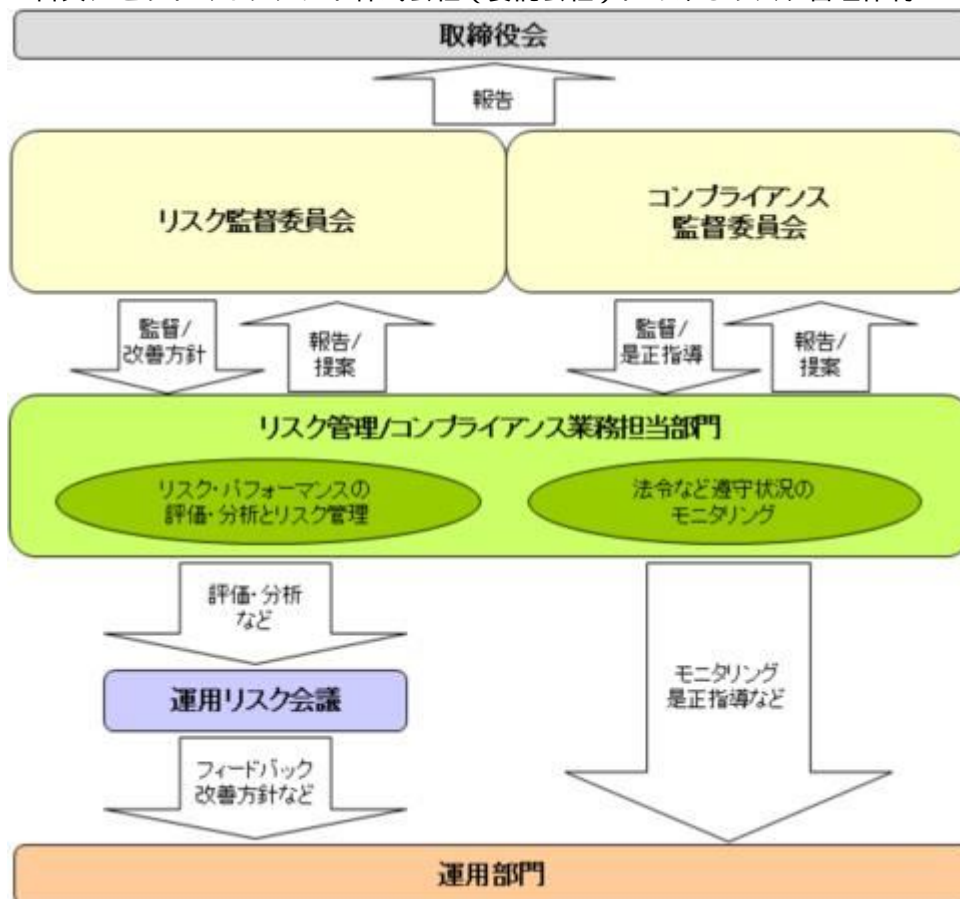 取締役会
報告
リスク監督委員会
コンプライアンス
監督委員会
監督/
改善方針
報告/
提案
監督/
是正指導
報告/
提案
リスク管理/コンプライアンス業務担当部門
リスク・パフォーマンスの
評価・分析とリスク管理
法令など遵守状況の
モニタリング
評価・分析
など
運用リスク会議
モニタリング
是正指導など
フィードバック
改善方針など
運用部門